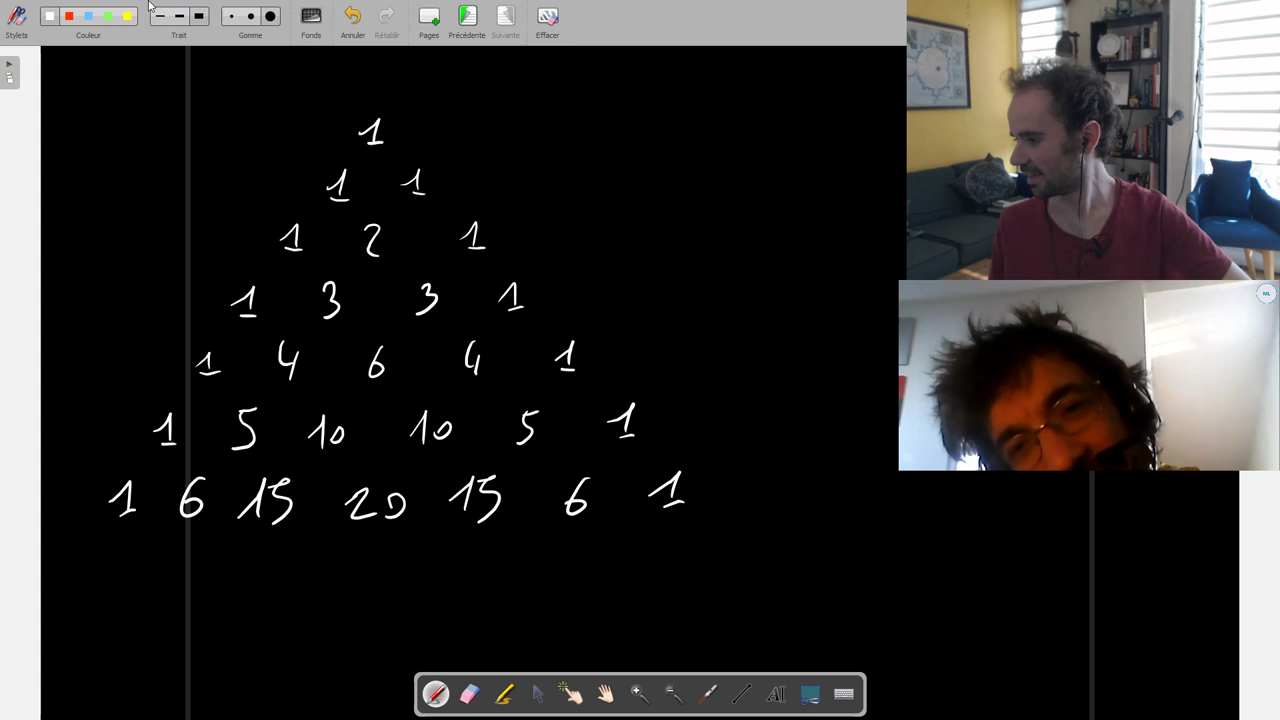 Stylets Couleur Trait Gomme Fonds Annuler Rétablir Pages Précédente Suivante Effacer
ML
1
1 1
1 2 1
1 3 3 1
1 4 6 4 1
1 5 10 10 5 1
1 6 15 20 15 6 1
AI